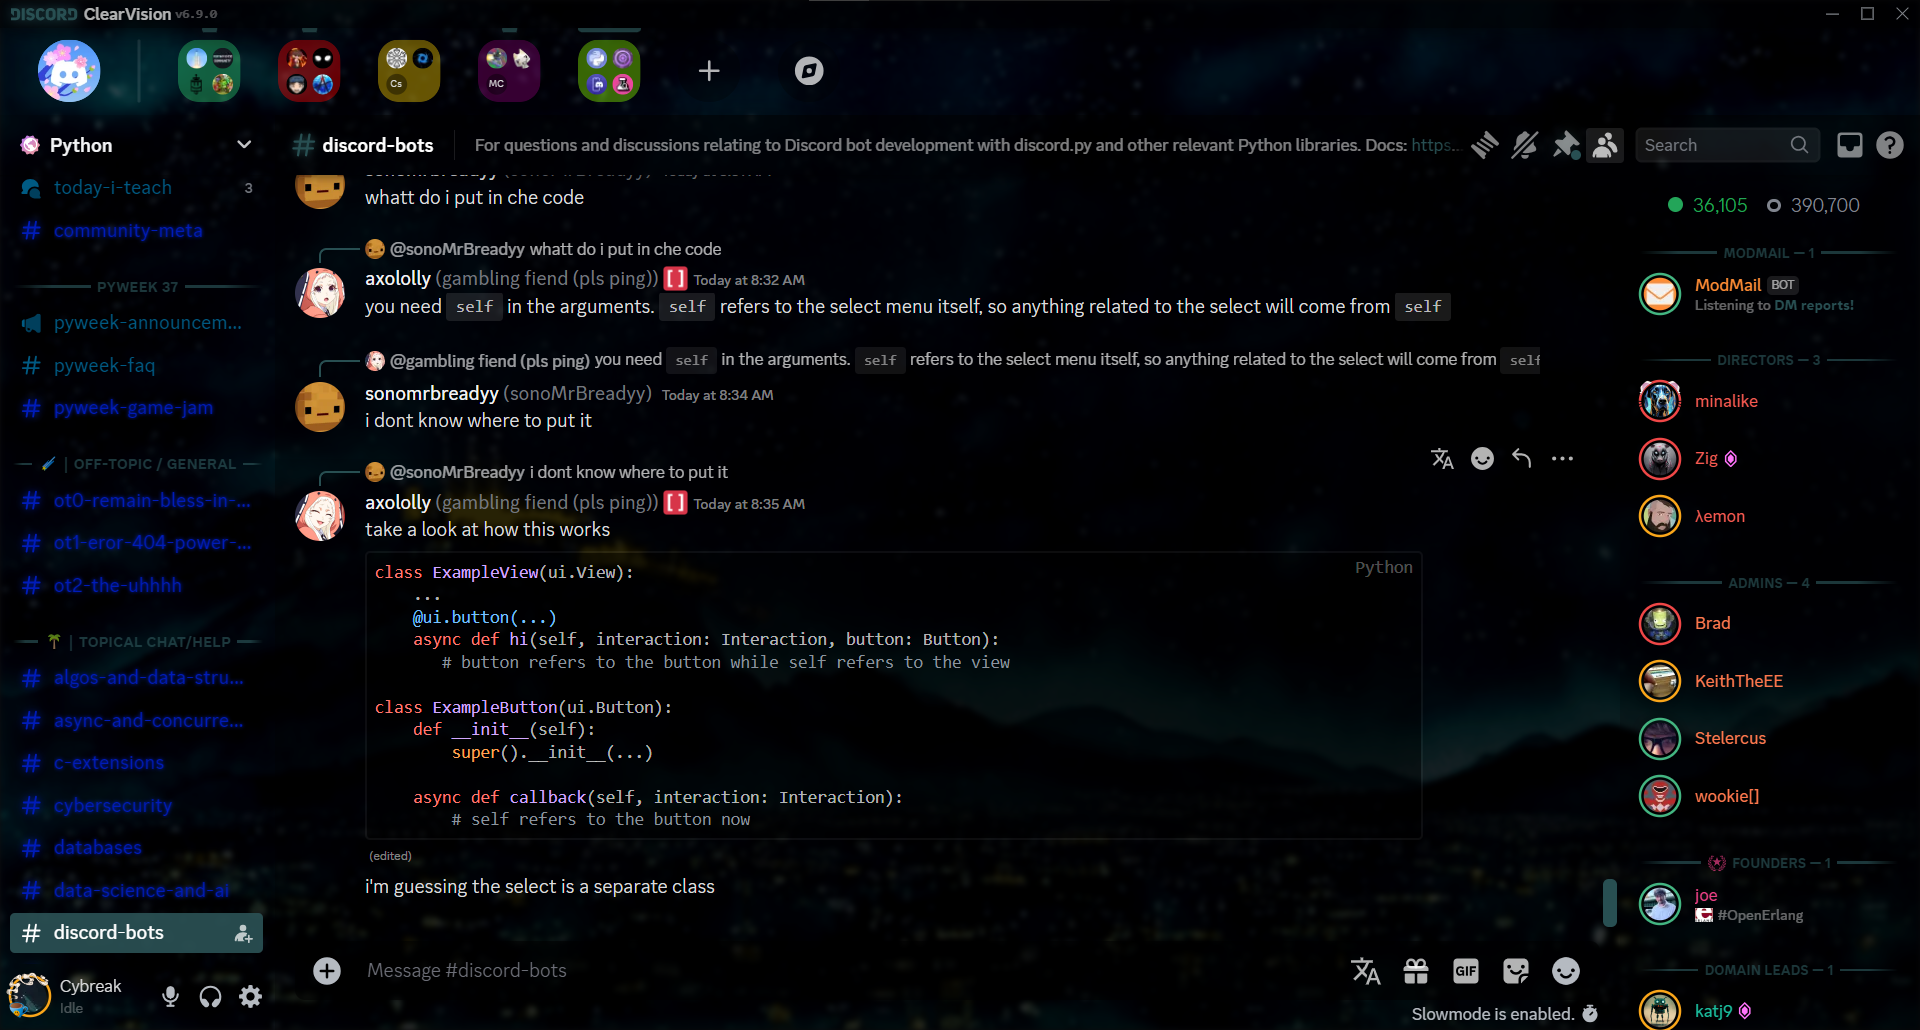 DISCORD ClearVision v6.9.0
Cs
MC
Python
discord-bots
For questions and discussions relating to Discord bot development with discord.py and other relevant Python libraries. Docs: https...
Search
today-i-teach
3
community-meta
PYWEEK 37
pyweek-announcem...
pyweek-faq
pyweek-game-jam
| OFF-TOPIC / GENERAL
ot0-remain-bless-in-...
ot1-eror-404-power-...
ot2-the-uhhhh
| TOPICAL CHAT/HELP
algos-and-data-stru...
async-and-concurre...
c-extensions
cybersecurity
databases
data-science-and-ai
discord-bots
Cybreak
Idle
whatt do i put in che code
@sonoMrBreadyy whatt do i put in che code
axololly (gambling fiend (pls ping)) [] Today at 8:32 AM
you need self in the arguments. self refers to the select menu itself, so anything related to the select will come from self
@gambling fiend (pls ping) you need self in the arguments. self refers to the select menu itself, so anything related to the select will come from self
sonomrbreadyy (sonoMrBreadyy) Today at 8:34 AM
i dont know where to put it
@sonoMrBreadyy i dont know where to put it
axololly (gambling fiend (pls ping)) [] Today at 8:35 AM
take a look at how this works
Python
class ExampleView(ui.View):
...
@ui.button(...)
async def hi(self, interaction: Interaction, button: Button):
# button refers to the button while self refers to the view
class ExampleButton(ui.Button):
def __init__(self):
super().__init__(...)
async def callback(self, interaction: Interaction):
# self refers to the button now
(edited)
i'm guessing the select is a separate class
Message #discord-bots
GIF
Slowmode is enabled.
36,105
390,700
MODMAIL — 1
ModMail BOT
Listening to DM reports!
DIRECTORS — 3
minalike
Zig
λemon
ADMINS — 4
Brad
KeithTheEE
Stelercus
wookie[]
FOUNDERS — 1
joe
#OpenErlang
DOMAIN LEADS — 1
katj9